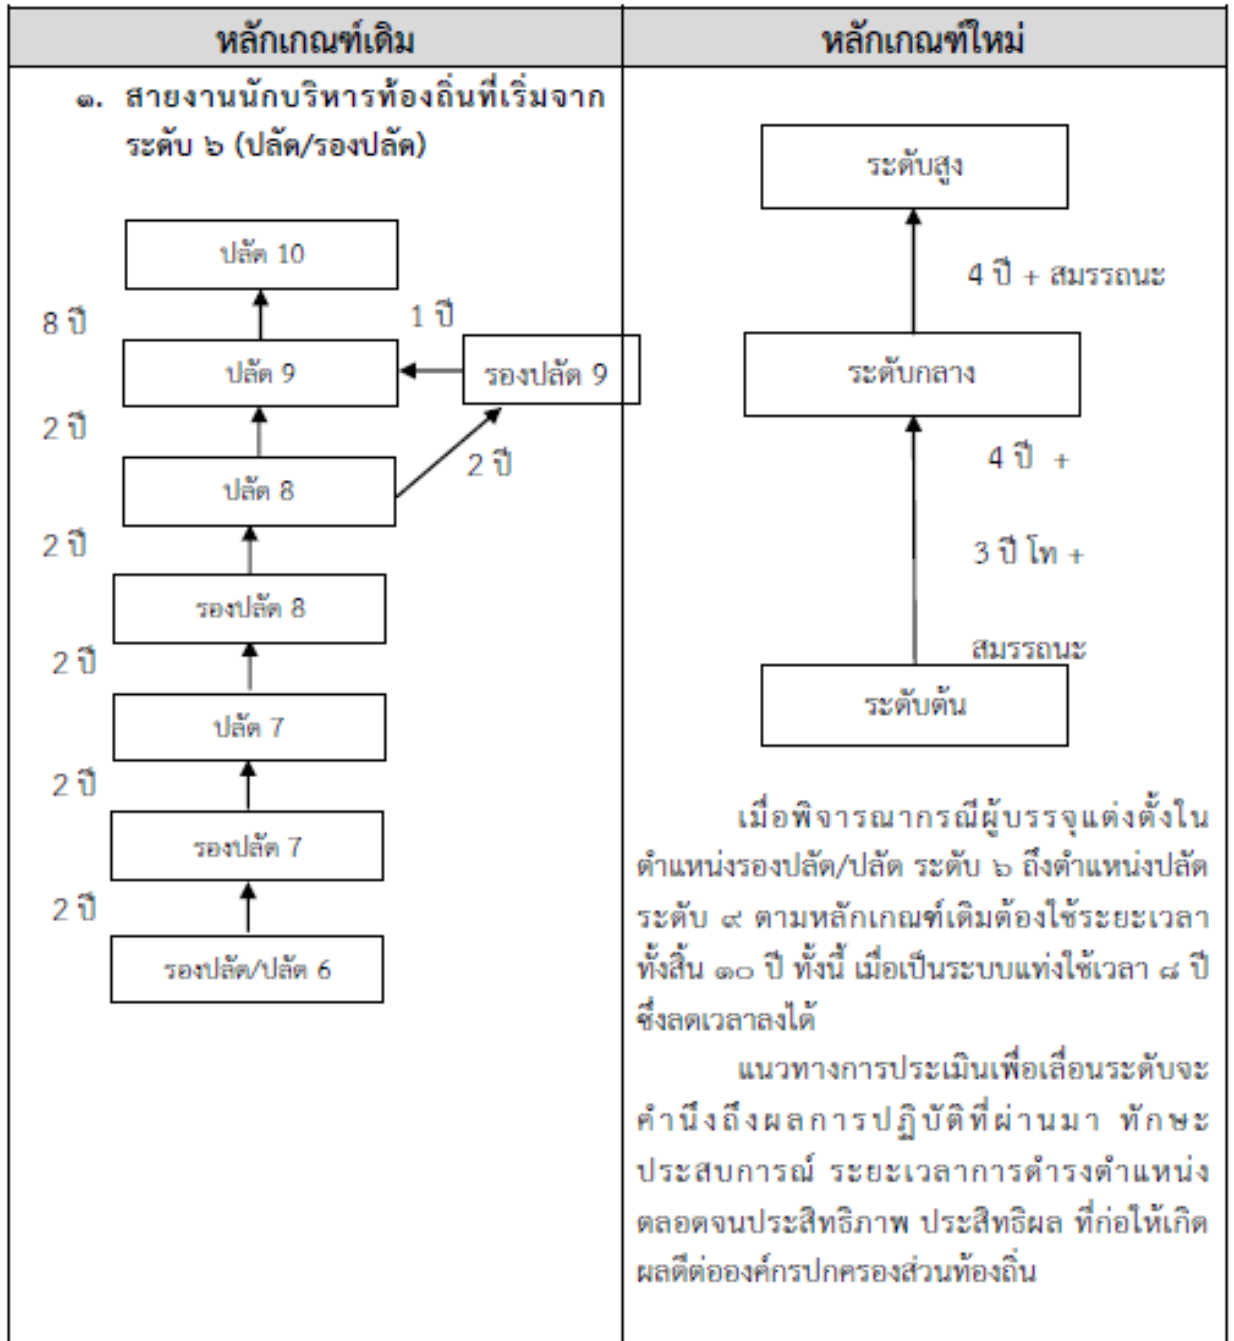 หลักเกณฑ์เดิม
หลักเกณฑ์ใหม่
๑. สายงานนักบริหารท้องถิ่นที่เริ่มจาก
ระดับ ๖ (ปลัด/รองปลัด)
ปลัด 10
8 ปี
1 ปี
ปลัด 9
รองปลัด 9
2 ปี
2 ปี
ปลัด 8
2 ปี
รองปลัด 8
2 ปี
ปลัด 7
2 ปี
รองปลัด 7
2 ปี
รองปลัด/ปลัด 6
ระดับสูง
4 ปี + สมรรถนะ
ระดับกลาง
4 ปี +
3 ปี โท +
สมรรถนะ
ระดับต้น
เมื่อพิจารณากรณีผู้บรรจุแต่งตั้งใน
ตำแหน่งรองปลัด/ปลัด ระดับ ๖ ถึงตำแหน่งปลัด
ระดับ ๙ ตามหลักเกณฑ์เดิมต้องใช้ระยะเวลา
ทั้งสิ้น ๑๐ ปี ทั้งนี้ เมื่อเป็นระบบแท่งใช้เวลา ๘ ปี
ซึ่งลดเวลาลงได้
แนวทางการประเมินเพื่อเลื่อนระดับจะ
คำนึงถึงผลการปฏิบัติที่ผ่านมา ทักษะ
ประสบการณ์ ระยะเวลาการดำรงตำแหน่ง
ตลอดจนประสิทธิภาพ ประสิทธิผล ที่ก่อให้เกิด
ผลดีต่อองค์กรปกครองส่วนท้องถิ่น